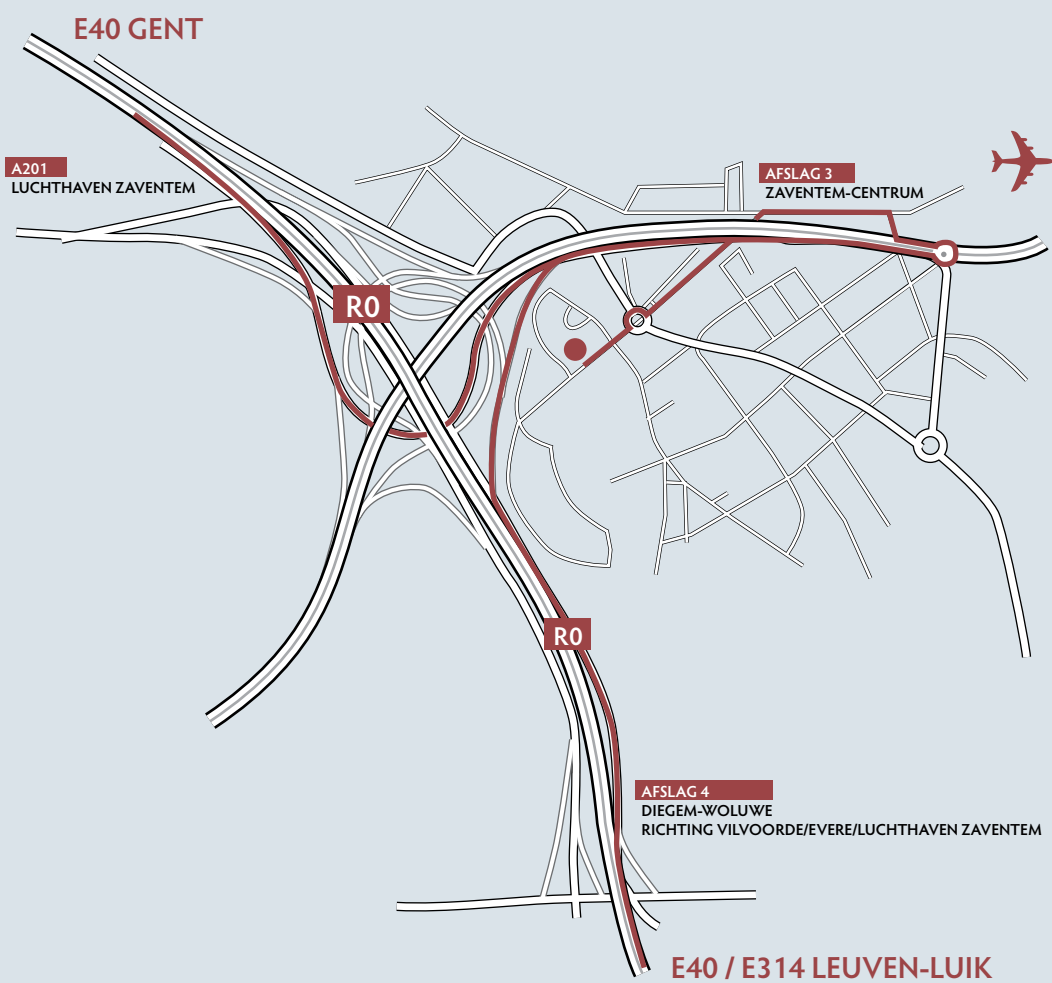 E40 GENT
A201
LUCHTHAVEN ZAVENTEM
AFSLAG 3
ZAVENTEM-CENTRUM
R0
R0
AFSLAG 4
DIEGEM-WOLUWE
RICHTING VILVOORDE/EVERE/LUCHTHAVEN ZAVENTEM
E40 / E314 LEUVEN-LUIK